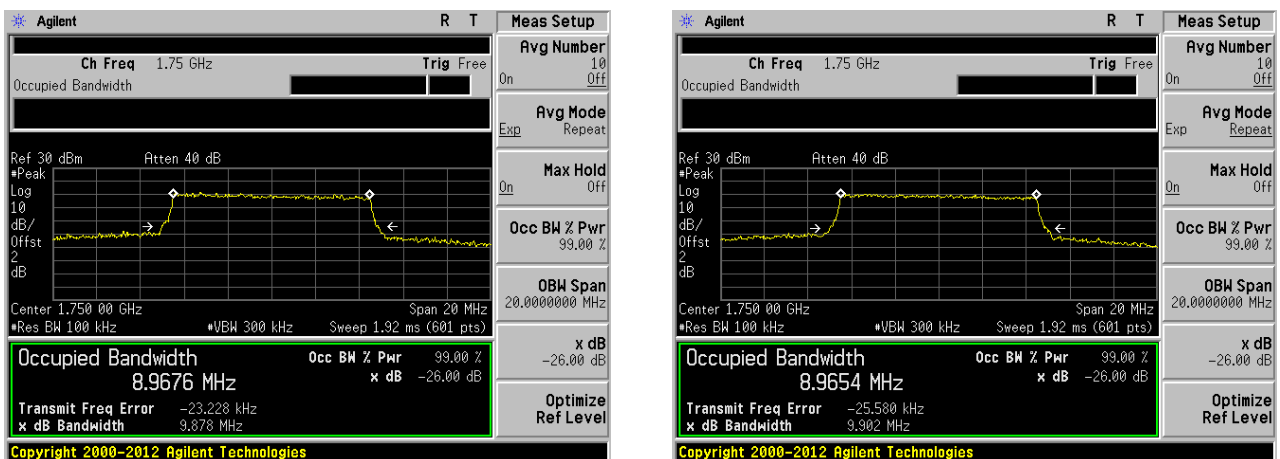 Agilent R T Meas Setup
Avg Number
10
On Off
Ch Freq 1.75 GHz Trig Free
Occupied Bandwidth
Avg Mode
Exp Repeat
Ref 30 dBm Atten 40 dB
#Peak
Log
10
dB/
Offst
2
dB
Max Hold
On Off
Occ BW % Pwr
99.00 %
OBW Span
20.0000000 MHz
Center 1.750 00 GHz Span 20 MHz
#Res BW 100 kHz #VBW 300 kHz Sweep 1.92 ms (601 pts)
x dB
-26.00 dB
Occupied Bandwidth Occ BW % Pwr 99.00 %
8.9676 MHz x dB -26.00 dB
Transmit Freq Error -23.228 kHz
x dB Bandwidth 9.878 MHz
Optimize
Ref Level
Copyright 2000-2012 Agilent Technologies
Agilent R T Meas Setup
Avg Number
10
On Off
Ch Freq 1.75 GHz Trig Free
Occupied Bandwidth
Avg Mode
Exp Repeat
Ref 30 dBm Atten 40 dB
#Peak
Log
10
dB/
Offst
2
dB
Max Hold
On Off
Occ BW % Pwr
99.00 %
OBW Span
20.0000000 MHz
Center 1.750 00 GHz Span 20 MHz
#Res BW 100 kHz #VBW 300 kHz Sweep 1.92 ms (601 pts)
x dB
-26.00 dB
Occupied Bandwidth Occ BW % Pwr 99.00 %
8.9654 MHz x dB -26.00 dB
Transmit Freq Error -25.580 kHz
x dB Bandwidth 9.902 MHz
Optimize
Ref Level
Copyright 2000-2012 Agilent Technologies